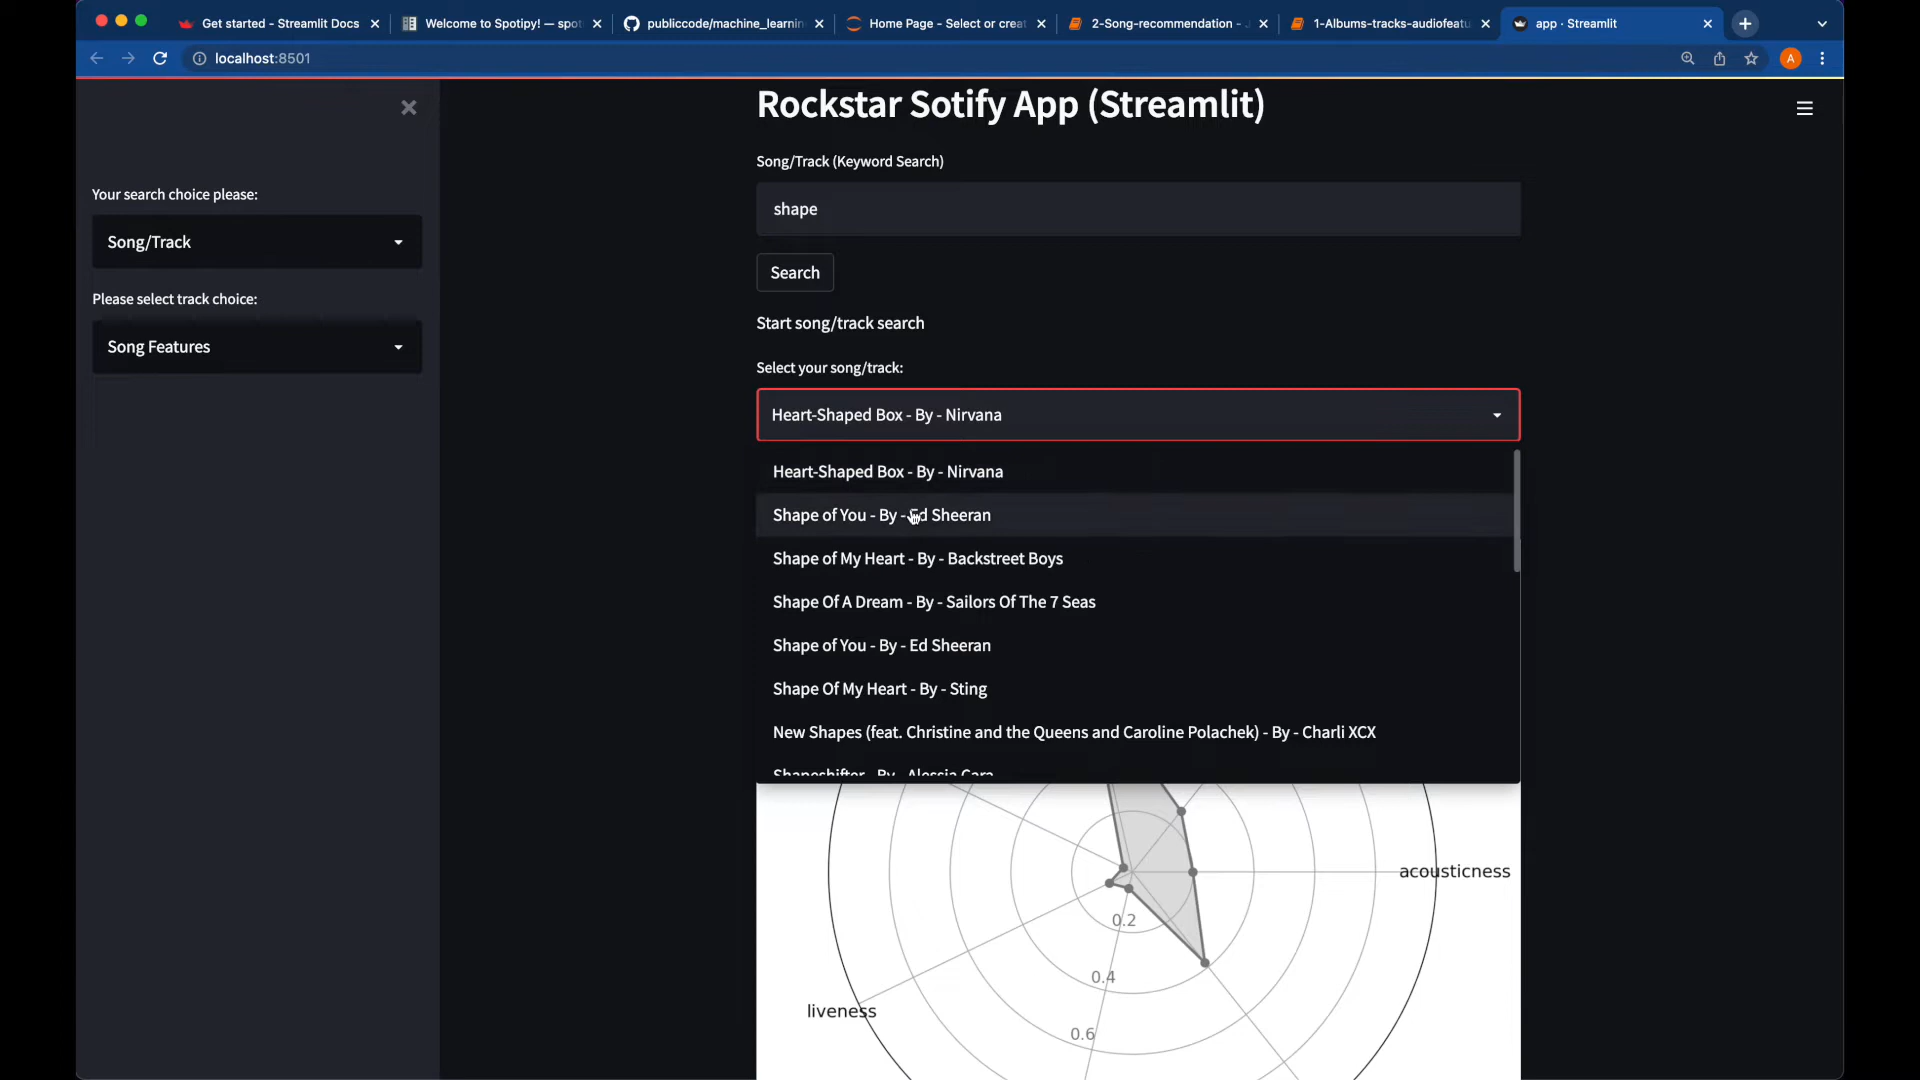 Get started - Streamlit Docs
Welcome to Spotipy! — spot
publiccode/machine_learnin
Home Page - Select or creat
2-Song-recommendation - J
1-Albums-tracks-audiofeatu
app · Streamlit
localhost:8501
A
Rockstar Sotify App (Streamlit)
Song/Track (Keyword Search)
Your search choice please:
shape
Song/Track
Search
Please select track choice:
Start song/track search
Song Features
Select your song/track:
Heart-Shaped Box - By - Nirvana
Heart-Shaped Box - By - Nirvana
Shape of You - By - Ed Sheeran
Shape of My Heart - By - Backstreet Boys
Shape Of A Dream - By - Sailors Of The 7 Seas
Shape of You - By - Ed Sheeran
Shape Of My Heart - By - Sting
New Shapes (feat. Christine and the Queens and Caroline Polachek) - By - Charli XCX
Shapeshifter - By - Alessia Cara
acousticness
0.2
0.4
liveness
0.6